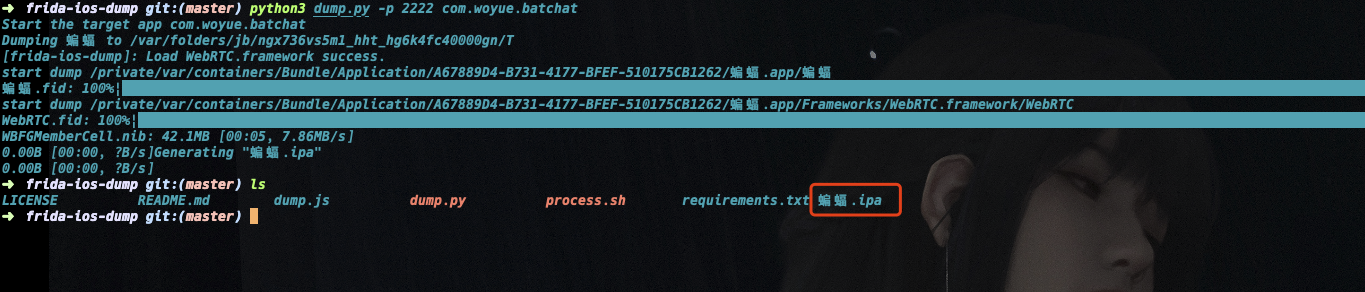 ➜ frida-ios-dump git:(master) python3 dump.py -p 2222 com.woyue.batchat
Start the target app com.woyue.batchat
Dumping 蝙蝠 to /var/folders/jb/ngx736vs5m1_hht_hg6k4fc40000gn/T
[frida-ios-dump]: Load WebRTC.framework success.
start dump /private/var/containers/Bundle/Application/A67889D4-B731-4177-BFEF-510175CB1262/蝙蝠.app/蝙蝠
蝙蝠.fid: 100%|
start dump /private/var/containers/Bundle/Application/A67889D4-B731-4177-BFEF-510175CB1262/蝙蝠.app/Frameworks/WebRTC.framework/WebRTC
WebRTC.fid: 100%|
WBFGMemberCell.nib: 42.1MB [00:05, 7.86MB/s]
0.00B [00:00, ?B/s]Generating "蝙蝠.ipa"
0.00B [00:00, ?B/s]
➜ frida-ios-dump git:(master) ls
LICENSE README.md dump.js dump.py process.sh requirements.txt 蝙蝠.ipa
➜ frida-ios-dump git:(master)